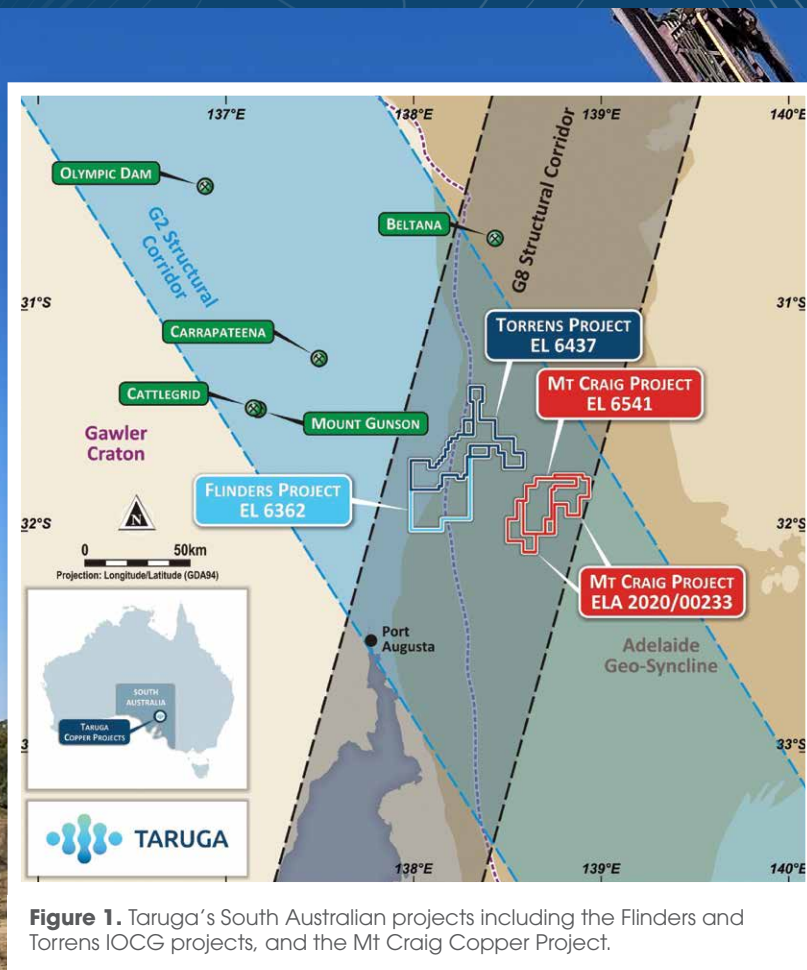 137°E
138°E
139°E
140°E
OLYMPIC DAM
G2 Structural
Corridor
BELTANA
G8 Structural Corridor
31°S
31°S
CARRAPATEENA
TORRENS PROJECT
EL 6437
CATTLEGRID
MOUNT GUNSON
MT CRAIG PROJECT
EL 6541
Gawler
Craton
FLINDERS PROJECT
EL 6362
N
32°S
32°S
0
50km
Projection: Longitude/Latitude (GDA94)
MT CRAIG PROJECT
ELA 2020/00233
Port
Augusta
Adelaide
Geo-Syncline
SOUTH
AUSTRALIA
TARUGA
COPPER PROJECTS
3
33°S
TARUGA
138°E
139°E
140°E
Figure 1. Taruga's South Australian projects including the Flinders and
Torrens IOCG projects, and the Mt Craig Copper Project.